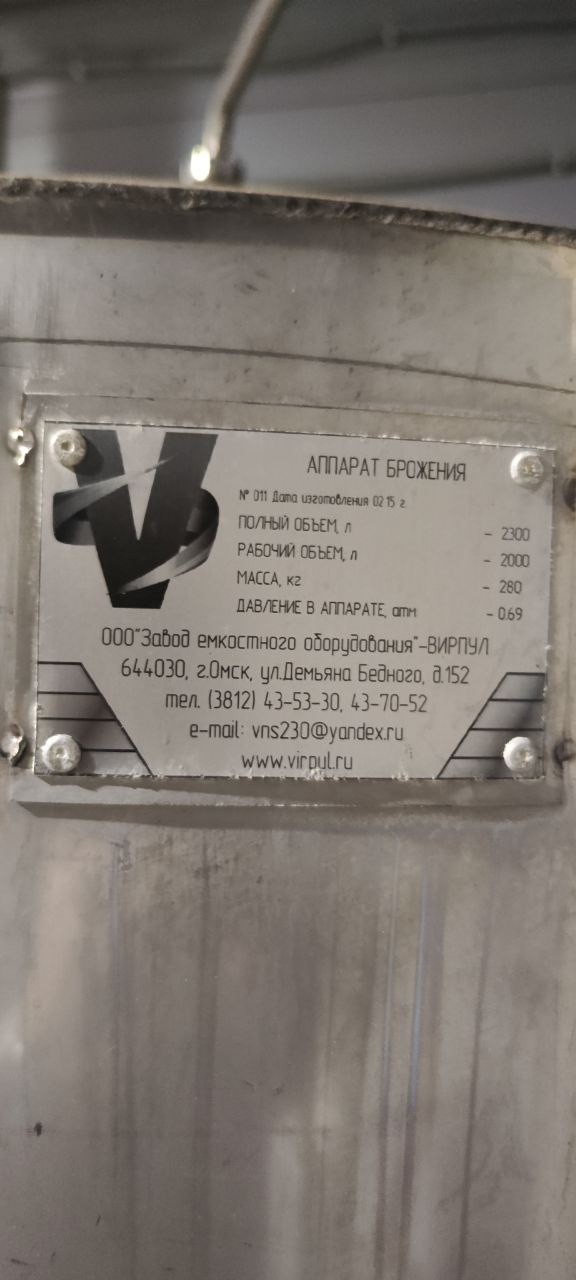 V
АППАРАТ БРОЖЕНИЯ
№ 011 Дата изготовления 02 15 г.
ПОЛНЫЙ ОБЪЕМ, л - 2300
РАБОЧИЙ ОБЪЕМ, л - 2000
МАССА, кг - 280
ДАВЛЕНИЕ В АППАРАТЕ, атм - 0.69
ООО"Завод емкостного оборудования"-ВИРПУЛ
644030, г.Омск, ул.Демьяна Бедного, д.152
тел. (3812) 43-53-30, 43-70-52
e-mail: vns230@yandex.ru
www.virpul.ru